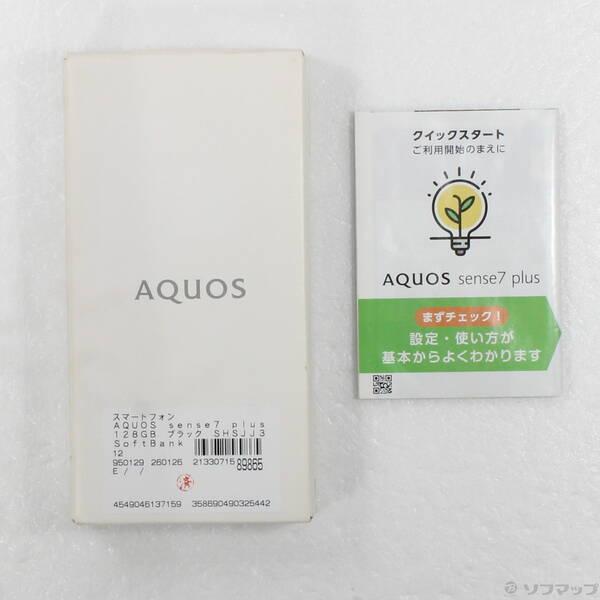 AQUOS
スマートフォン
AQUOS sense7 plus
128GB ブラック SHSJJ3
SoftBank
12
950129 260126 21330715 89865
E / /
4549046137159 358690490325442
クイックスタート
ご利用開始のまえに
AQUOS sense7 plus
まずチェック!
設定・使い方が
基本からよくわかります
ソフマップ